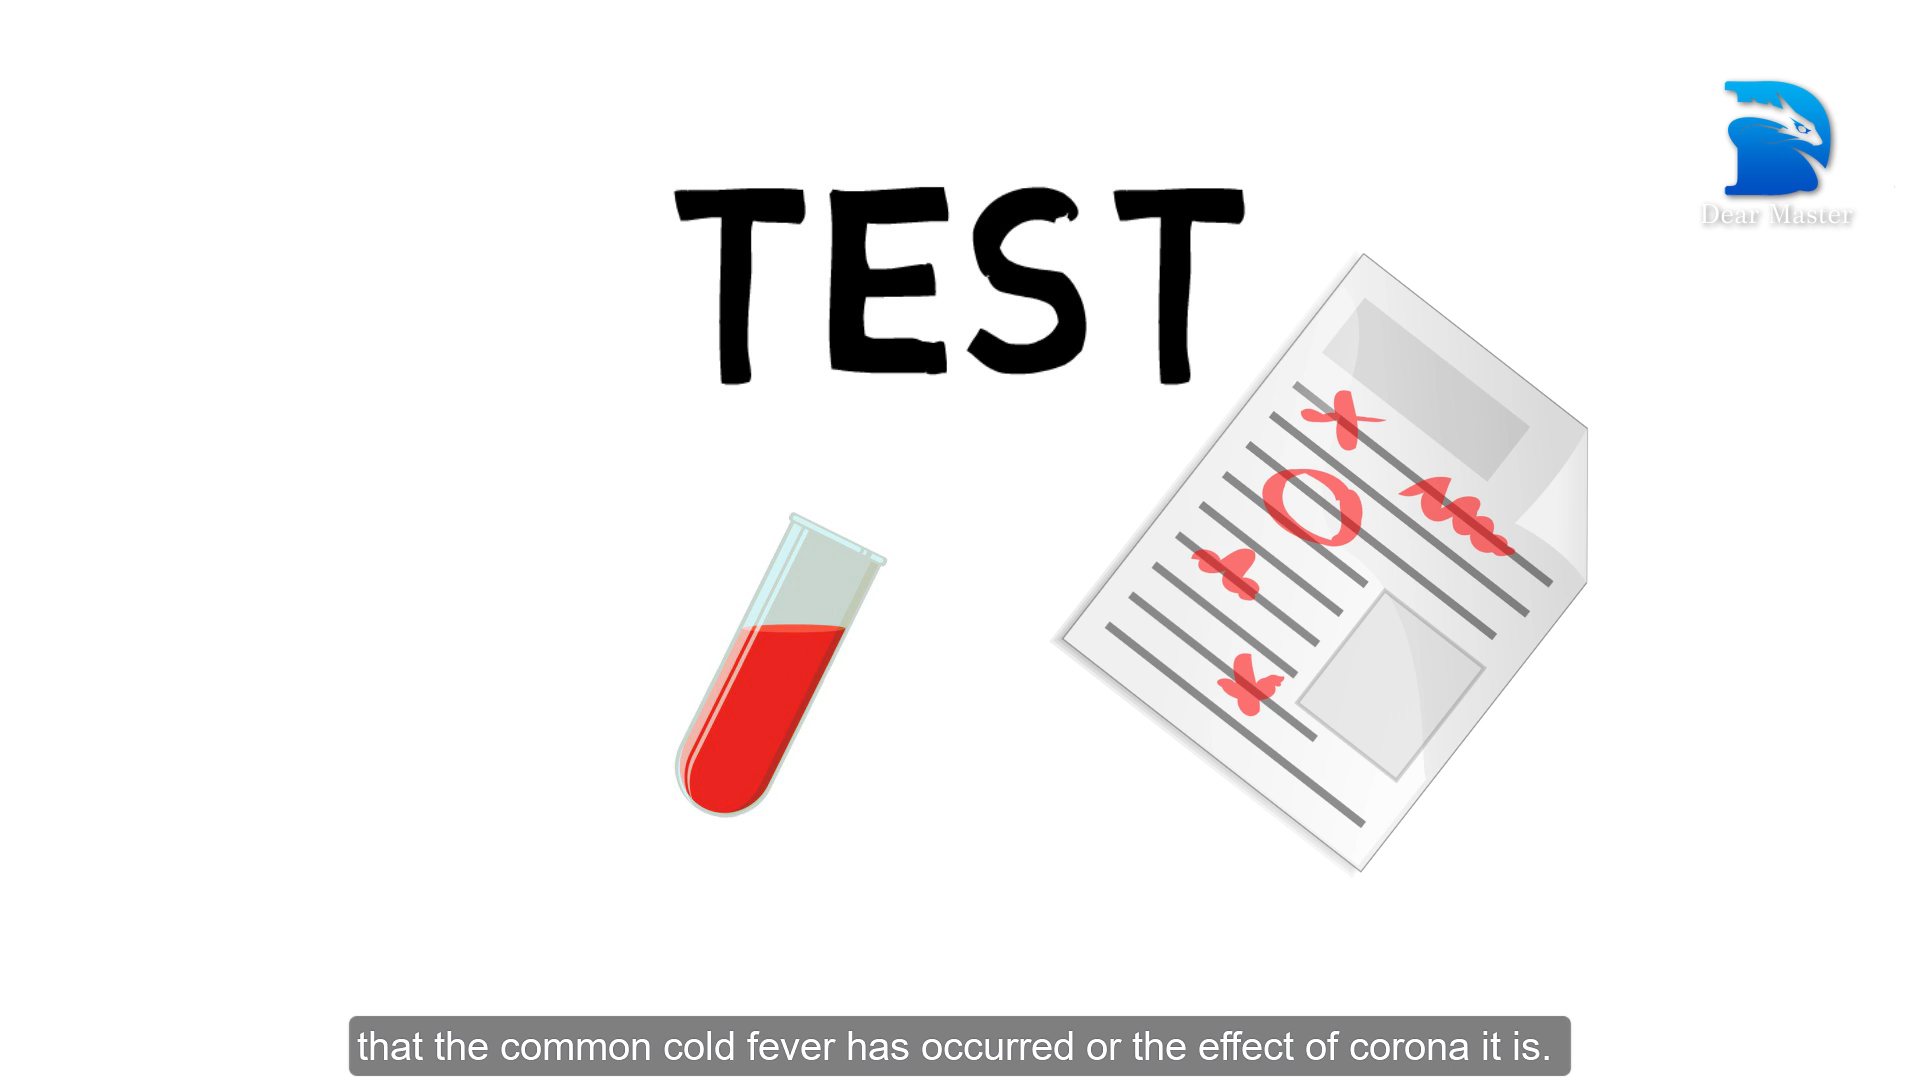 Dear Master
TEST
that the common cold fever has occurred or the effect of corona it is.